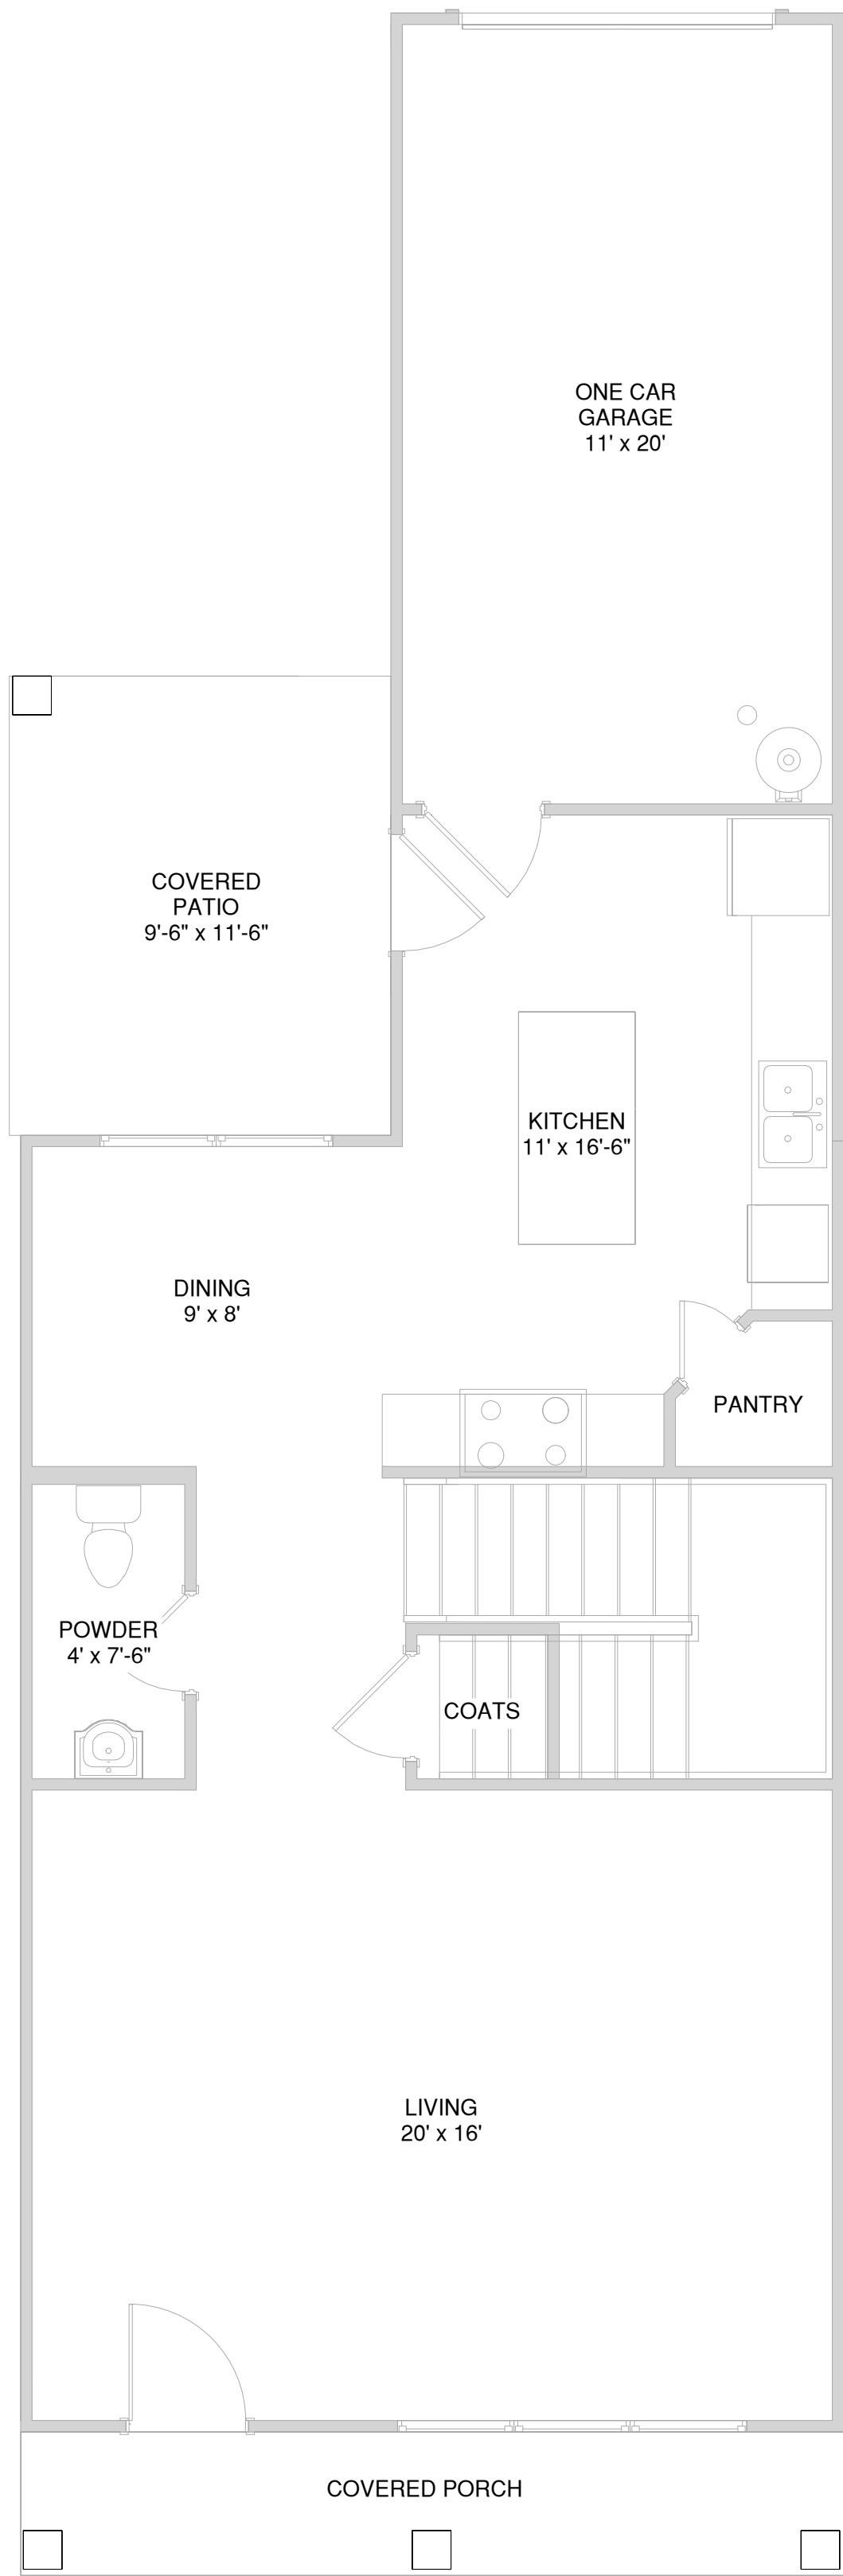 ONE CAR
GARAGE
11' x 20'
COVERED
PATIO
9'-6" x 11'-6"
KITCHEN
11' x 16'-6"
DINING
9' x 8'
PANTRY
POWDER
4' x 7'-6"
COATS
LIVING
20' x 16'
COVERED PORCH